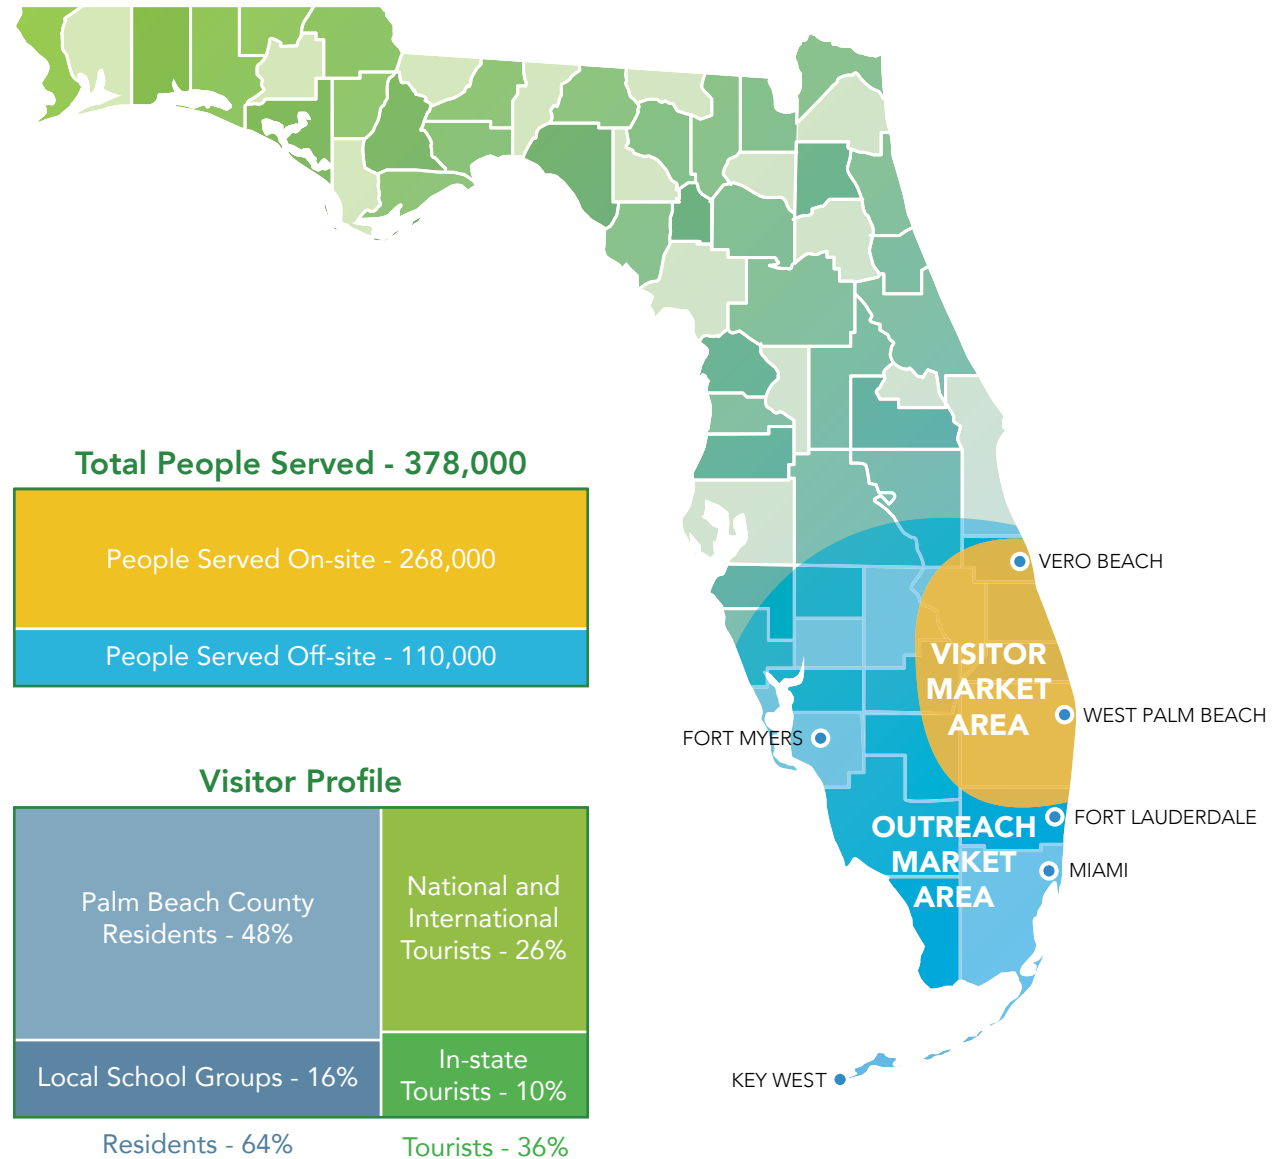 Total People Served - 378,000
People Served On-site - 268,000
People Served Off-site - 110,000
Visitor Profile
Palm Beach County
Residents - 48%
National and
International
Tourists - 26%
Local School Groups - 16%
In-state
Tourists - 10%
Residents - 64%
Tourists - 36%
VERO BEACH
VISITOR
MARKET
AREA
WEST PALM BEACH
FORT MYERS
FORT LAUDERDALE
OUTREACH
MARKET
AREA
MIAMI
KEY WEST